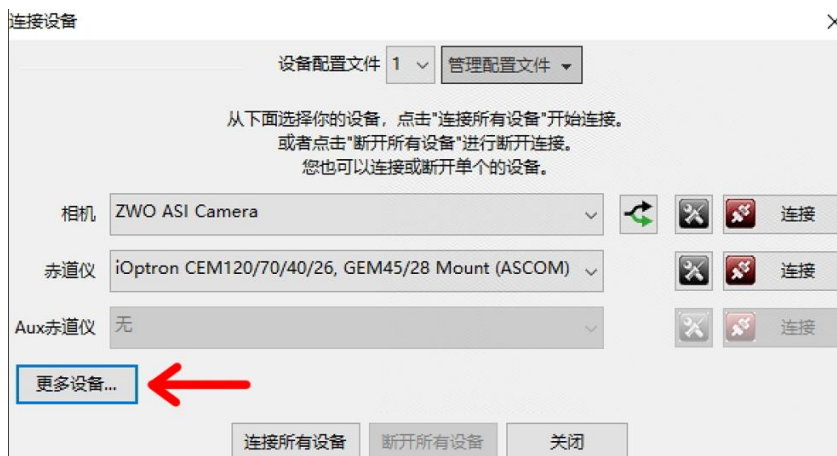 连接设备
设备配置文件 1 管理配置文件
从下面选择你的设备，点击"连接所有设备"开始连接。
或者点击"断开所有设备"进行断开连接。
您也可以连接或断开单个的设备。
相机 ZWO ASI Camera 连接
赤道仪 iOptron CEM120/70/40/26, GEM45/28 Mount (ASCOM) 连接
Aux赤道仪 无 连接
更多设备...
连接所有设备 断开所有设备 关闭